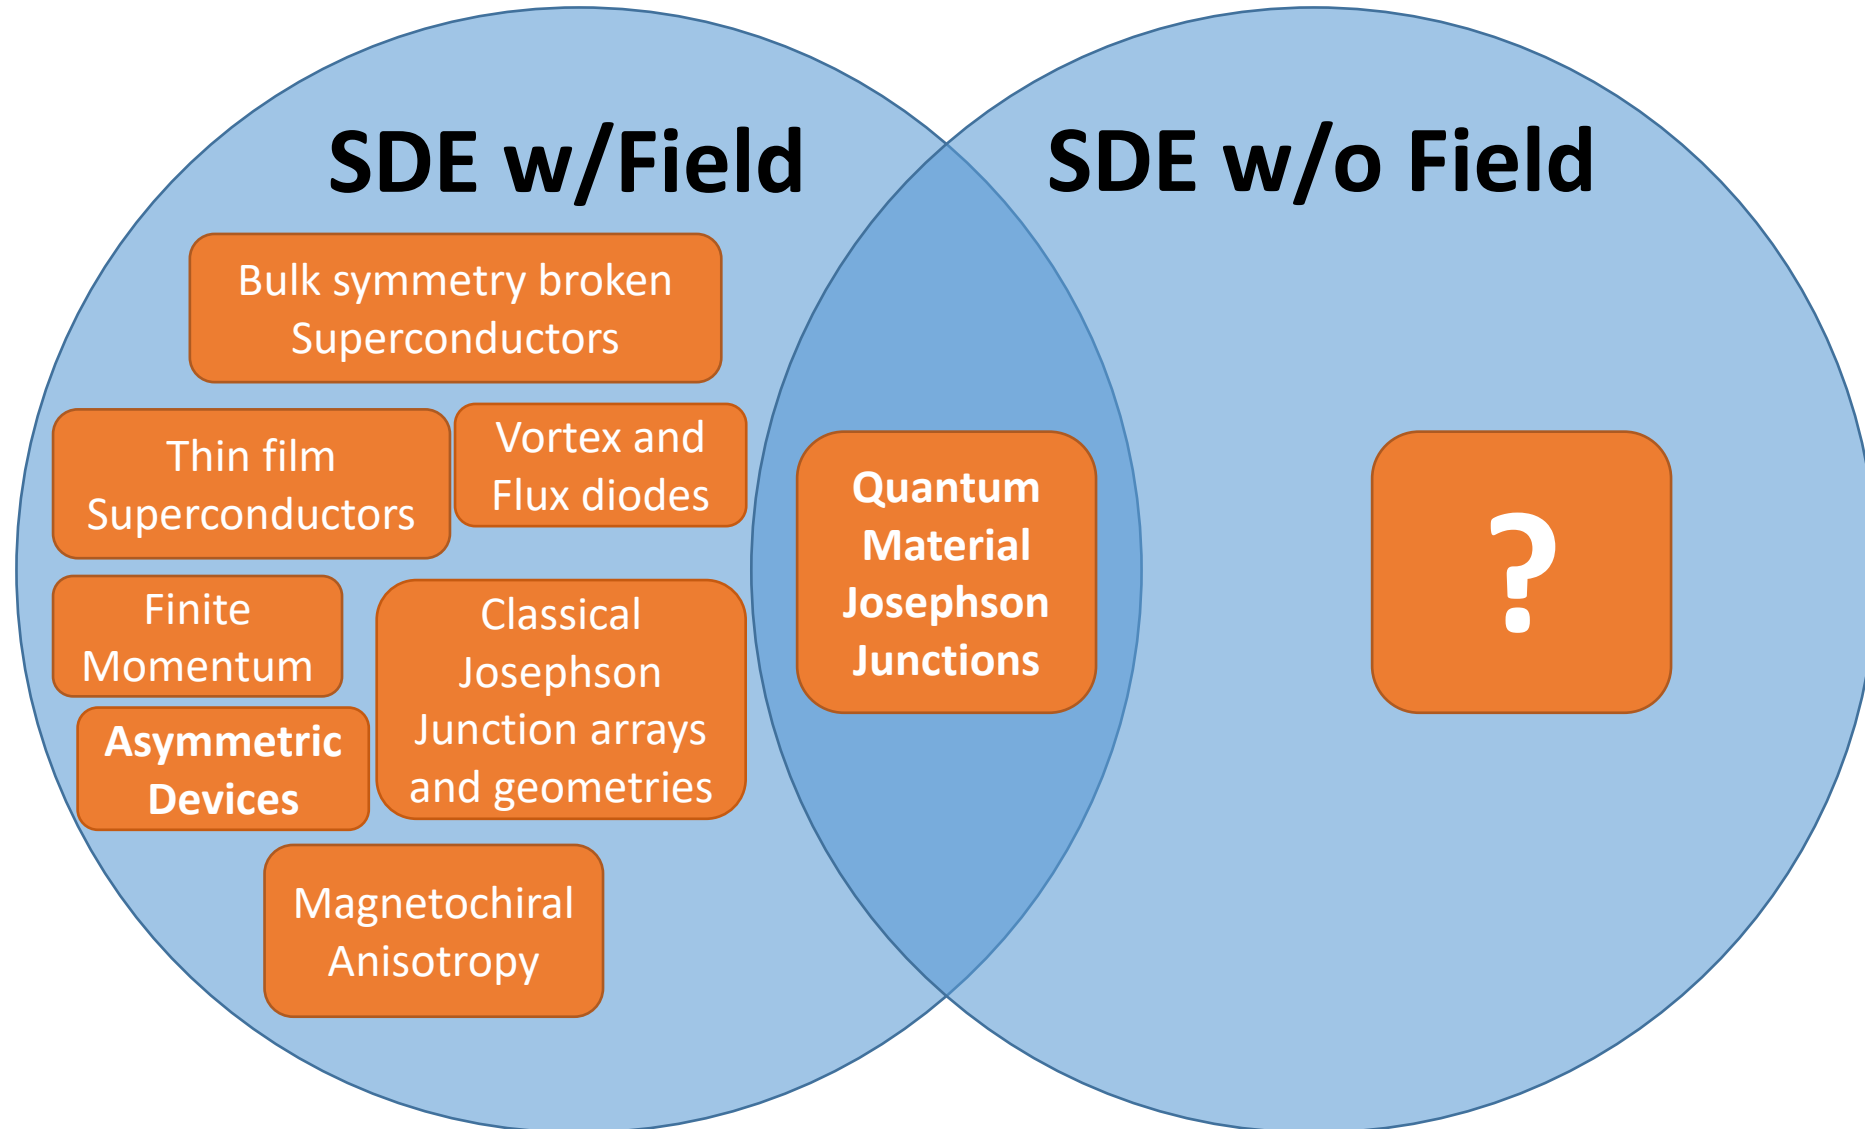 SDE w/Field
SDE w/o Field
Bulk symmetry broken
Superconductors
Thin film
Superconductors
Vortex and
Flux diodes
Finite
Momentum
Asymmetric
Devices
Classical
Josephson
Junction arrays
and geometries
Magnetochiral
Anisotropy
Quantum
Material
Josephson
Junctions
?